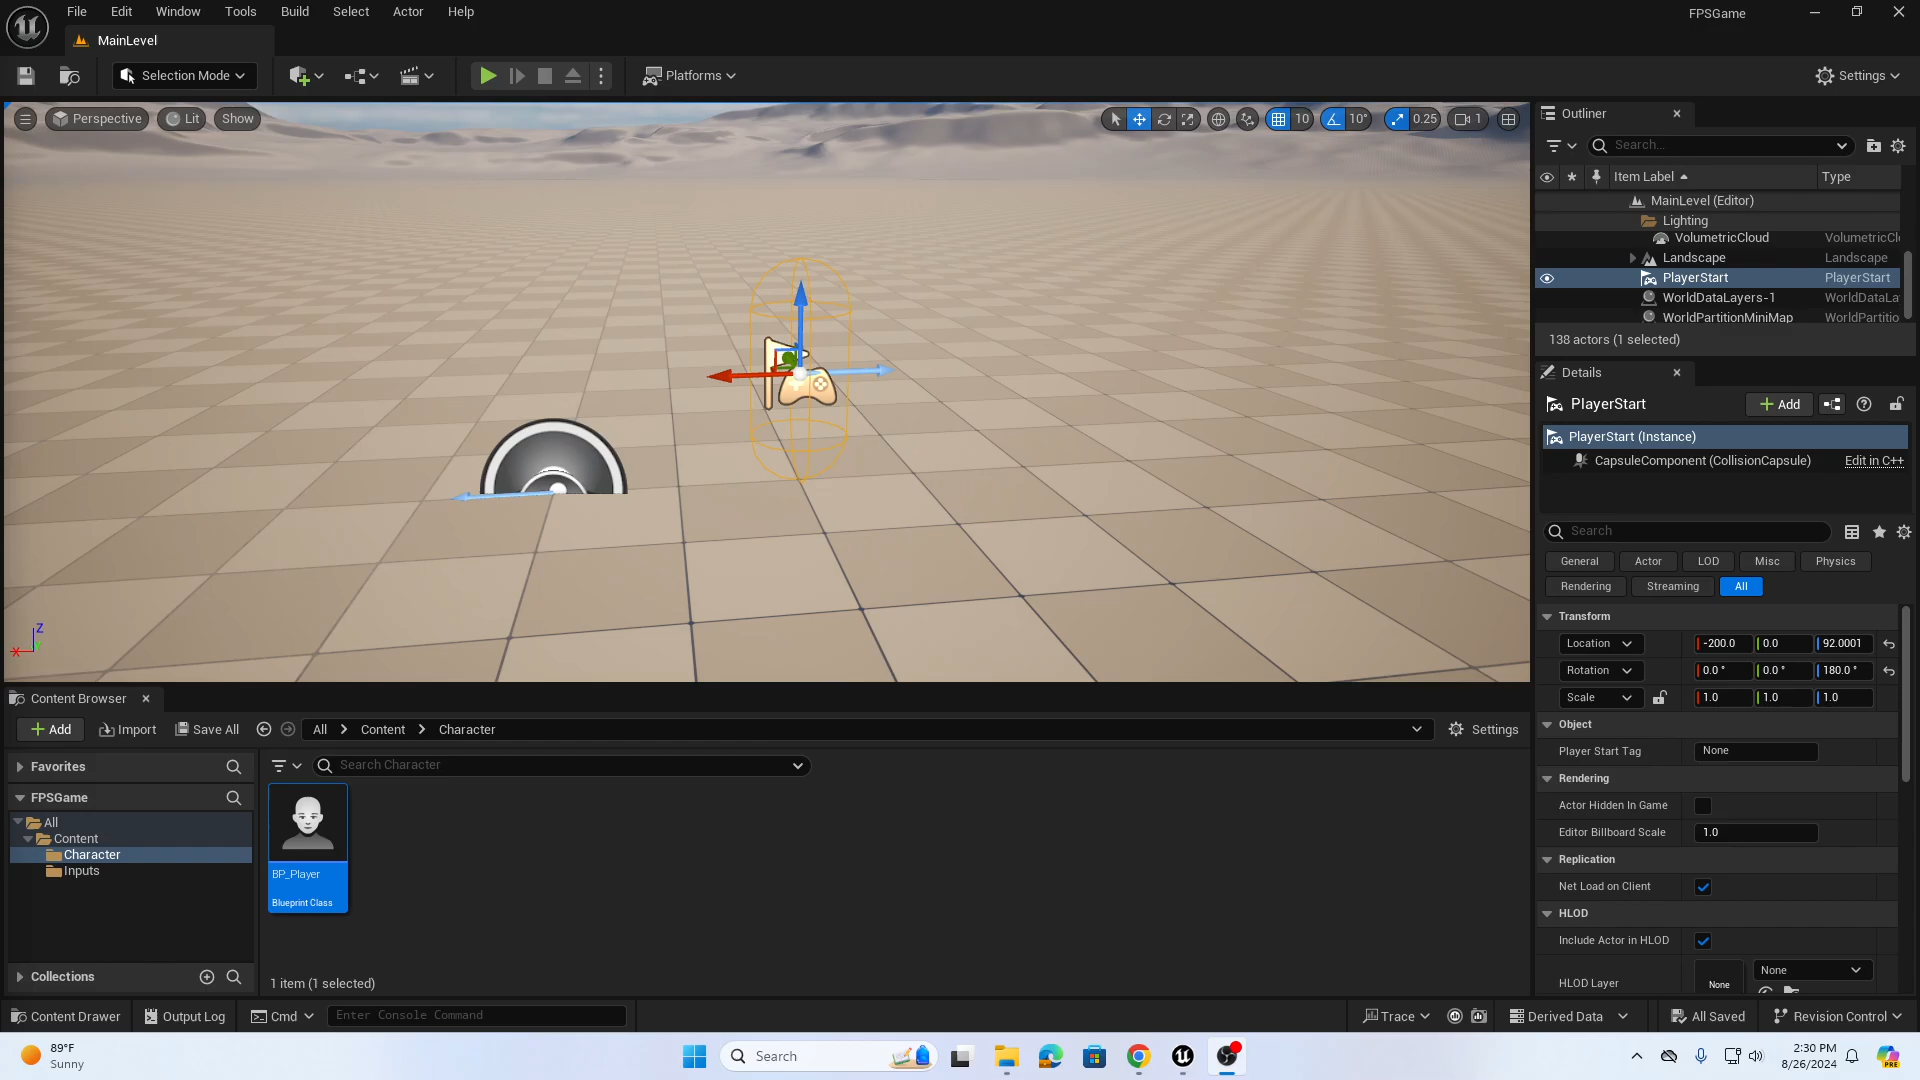 File Edit Window Tools Build Select Actor Help
FPSGame
MainLevel
Selection Mode
Platforms
Settings
Perspective
Lit
Show
10
10°
0.25
1
Outliner
Search...
Item Label
Type
MainLevel (Editor)
Lighting
VolumetricCloud VolumetricCl
Landscape Landscape
PlayerStart PlayerStart
WorldDataLayers-1 WorldDataLa
WorldPartitionMiniMap WorldPartitio
138 actors (1 selected)
Details
PlayerStart
Add
PlayerStart (Instance)
CapsuleComponent (CollisionCapsule) Edit in C++
Search
General Actor LOD Misc Physics
Rendering Streaming All
Transform
Location -200.0 0.0 92.0001
Rotation 0.0 ° 0.0 ° 180.0 °
Scale 1.0 1.0 1.0
Object
Player Start Tag None
Rendering
Actor Hidden In Game
Editor Billboard Scale 1.0
Replication
Net Load on Client
HLOD
Include Actor in HLOD
HLOD Layer None None
Z
X
Y
Content Browser
Add Import Save All All Content Character Settings
Favorites
Search Character
FPSGame
All
Content
Character
Inputs
Collections
BP_Player
Blueprint Class
1 item (1 selected)
Content Drawer Output Log Cmd Enter Console Command Trace Derived Data All Saved Revision Control
89°F
Sunny
Search
2:30 PM
8/26/2024
PRE